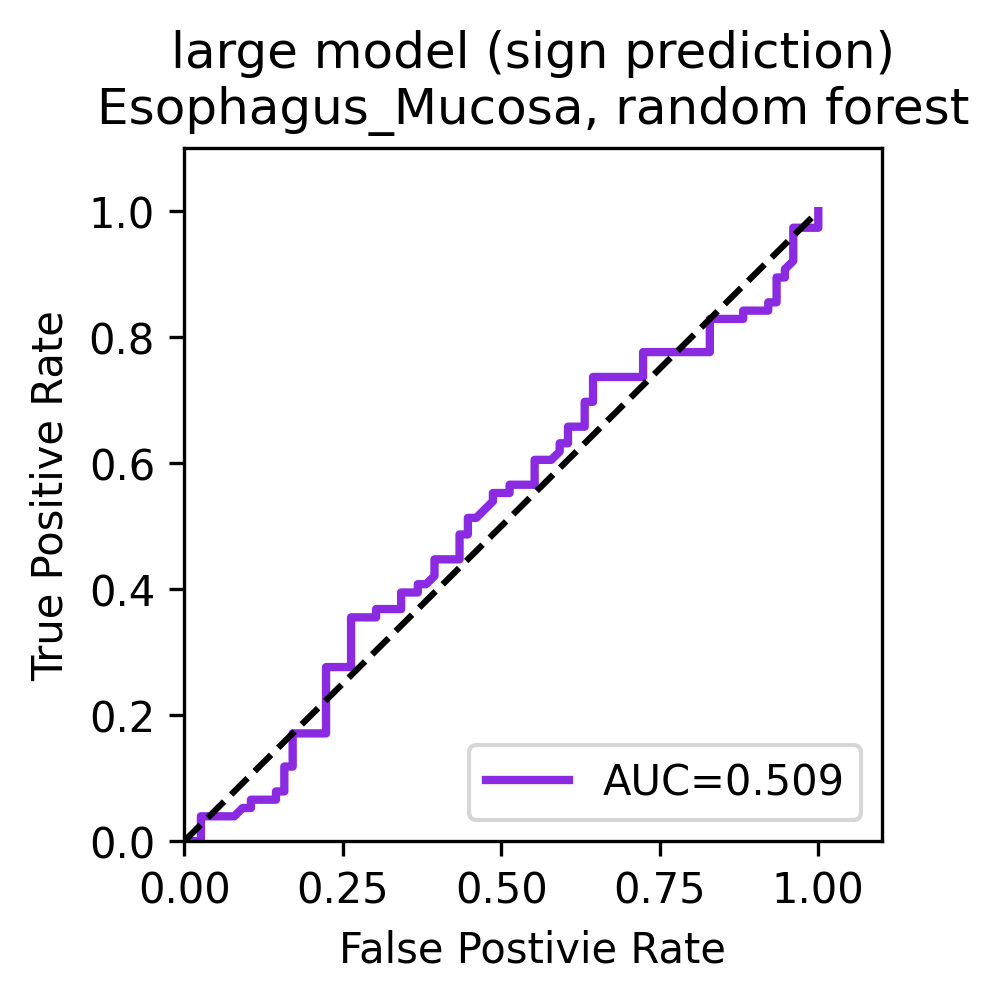 large model (sign prediction)
Esophagus_Mucosa, random forest
1.0
0.8
0.6
0.4
0.2
0.0
True Positive Rate
AUC=0.509
0.00 0.25 0.50 0.75 1.00
False Postivie Rate